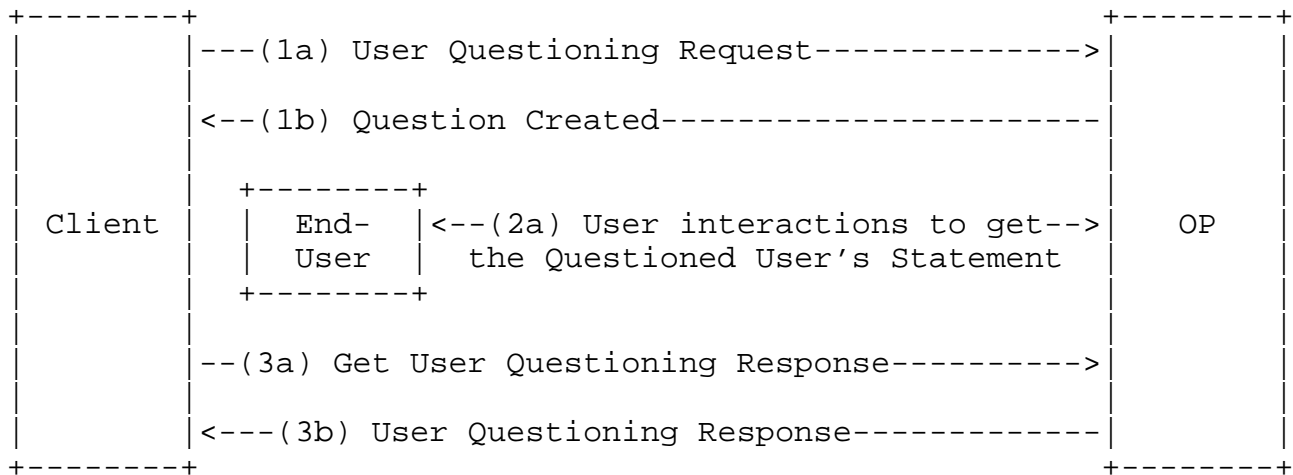 (1a) User Questioning Request
(1b) Question Created
Client End- (2a) User interactions to get OP
User the Questioned User's Statement
(3a) Get User Questioning Response
(3b) User Questioning Response